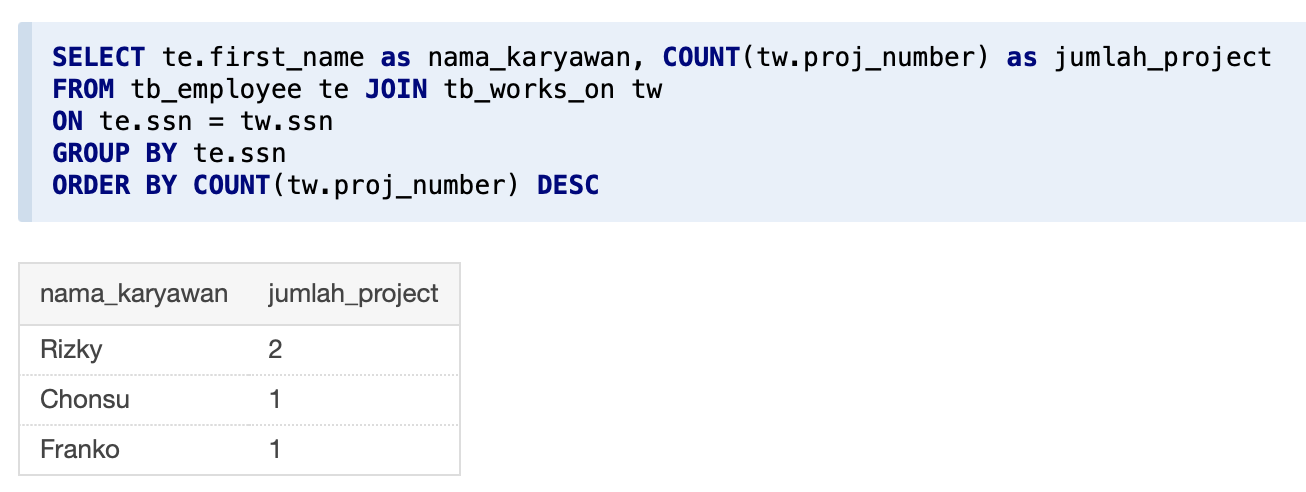 SELECT te.first_name as nama_karyawan, COUNT(tw.proj_number) as jumlah_project
FROM tb_employee te JOIN tb_works_on tw
ON te.ssn = tw.ssn
GROUP BY te.ssn
ORDER BY COUNT(tw.proj_number) DESC
nama_karyawan jumlah_project
Rizky 2
Chonsu 1
Franko 1